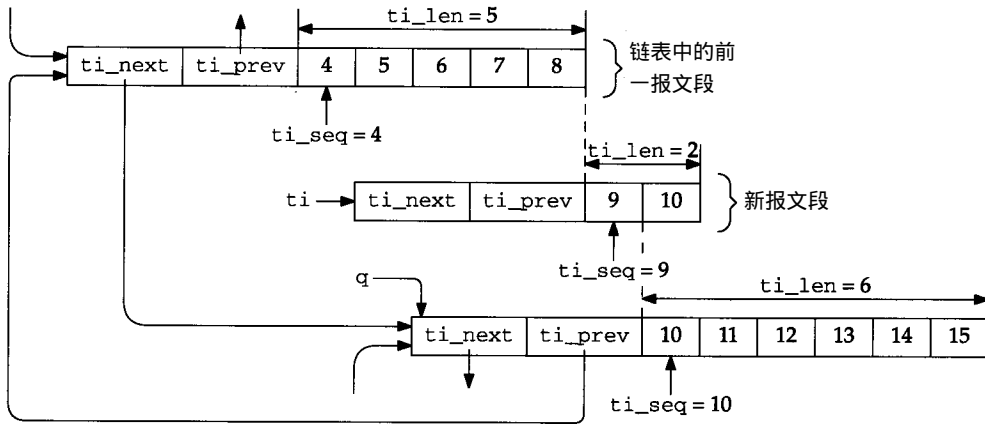 ti_len = 5
ti_next ti_prev 4 5 6 7 8
链表中的前
一报文段
ti_seq = 4
ti_len = 2
ti ti_next ti_prev 9 10
新报文段
ti_seq = 9
q
ti_len = 6
ti_next ti_prev 10 11 12 13 14 15
ti_seq = 10